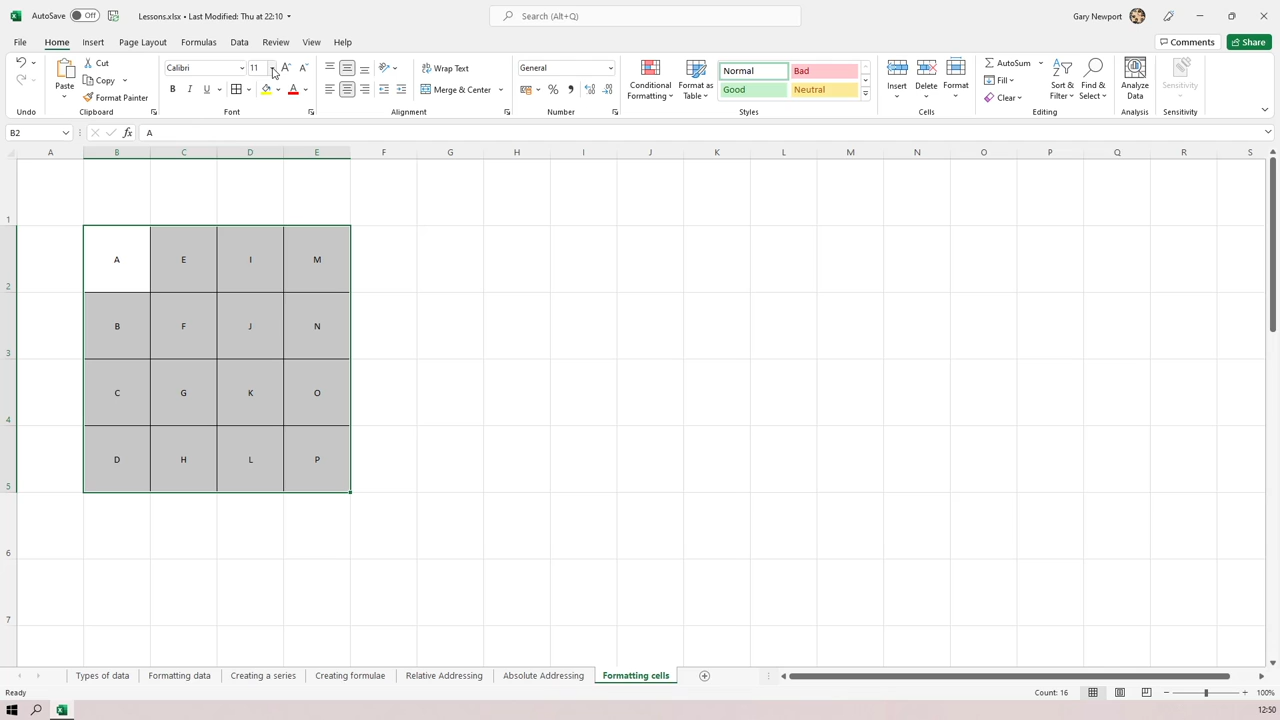 AutoSave Off Lessons.xlsx • Last Modified: Thu at 22:10 Search (Alt+Q) Gary Newport
File Home Insert Page Layout Formulas Data Review View Help Comments Share
Cut Calibri 11 Wrap Text General Normal Bad AutoSum
Paste Copy Conditional Formatting Format as Table Insert Delete Format Fill Sort & Filter Find & Select Analyze Data Sensitivity
Format Painter B I U A Merge & Center % Good Neutral Clear
Undo Clipboard Font Alignment Number Styles Cells Editing Analysis Sensitivity
B2 fx A
A B C D E F G H I J K L M N O P Q R S
1
A E I M
2
B F J N
3
C G K O
4
D H L P
5
6
7
Types of data Formatting data Creating a series Creating formulae Relative Addressing Absolute Addressing Formatting cells
Ready Count: 16 100%
12:50